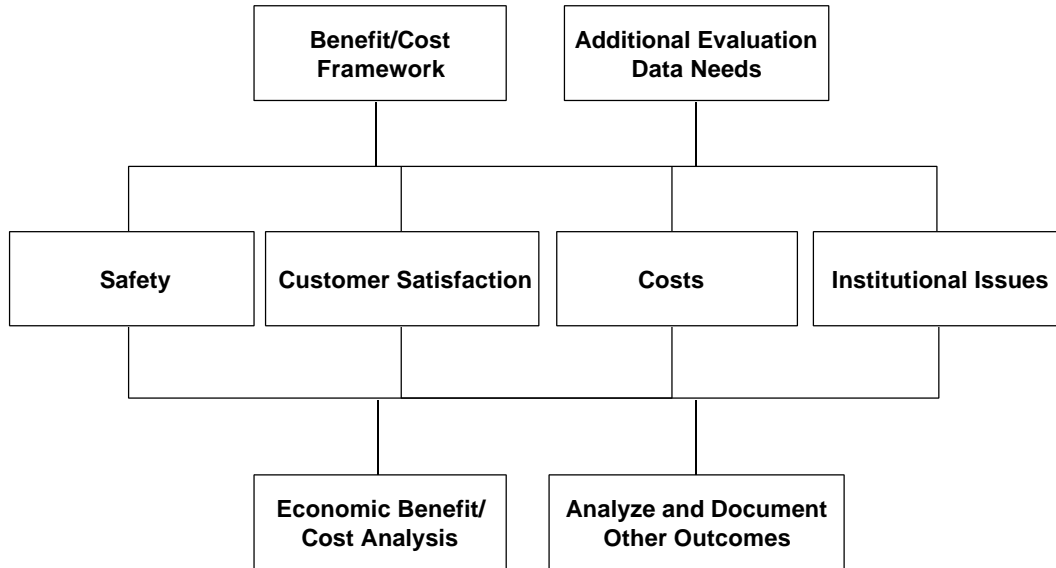 Benefit/Cost
Framework
Additional Evaluation
Data Needs
Safety
Customer Satisfaction
Costs
Institutional Issues
Economic Benefit/
Cost Analysis
Analyze and Document
Other Outcomes